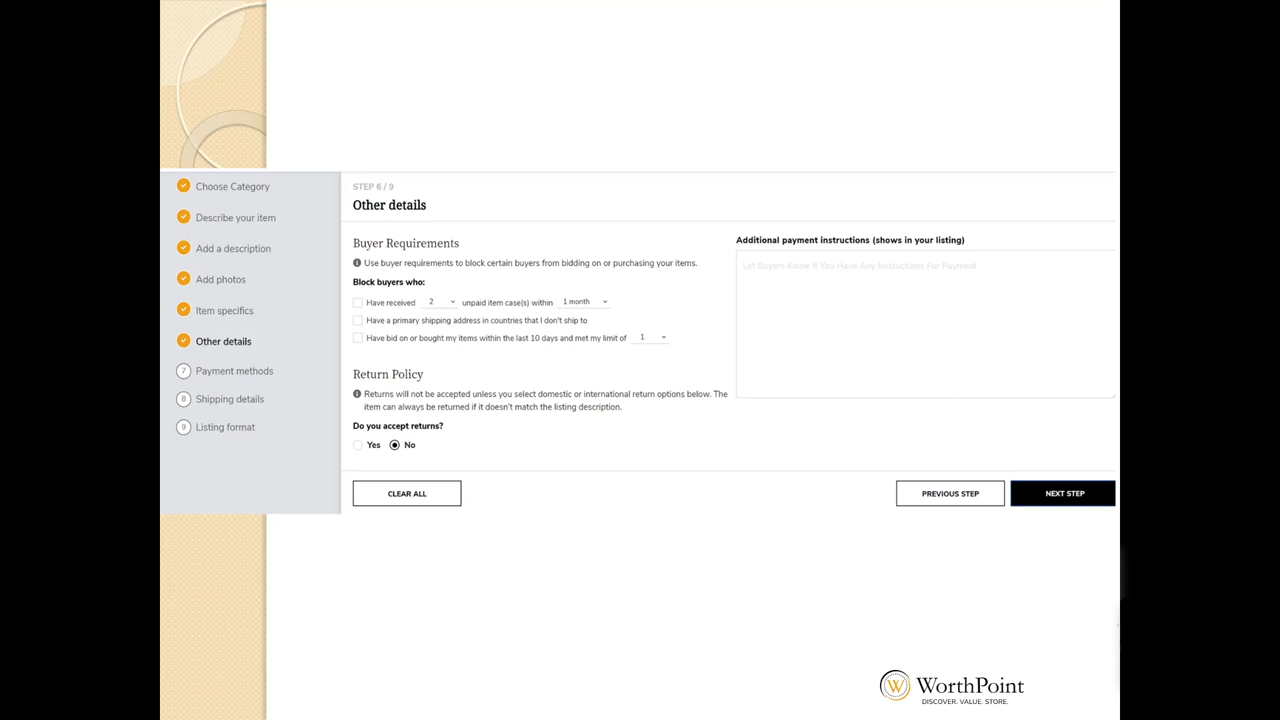 Choose Category
Describe your item
Add a description
Add photos
Item specifics
Other details
7 Payment methods
8 Shipping details
9 Listing format
STEP 6 / 9
Other details
Buyer Requirements
Use buyer requirements to block certain buyers from bidding on or purchasing your items.
Block buyers who:
Have received 2 unpaid item case(s) within 1 month
Have a primary shipping address in countries that I don't ship to
Have bid on or bought my items within the last 10 days and met my limit of 1
Return Policy
Returns will not be accepted unless you select domestic or international return options below. The
item can always be returned if it doesn't match the listing description.
Do you accept returns?
Yes No
Additional payment instructions (shows in your listing)
Let Buyers Know If You Have Any Instructions For Payment
CLEAR ALL
PREVIOUS STEP
NEXT STEP
W WorthPoint
DISCOVER. VALUE. STORE.